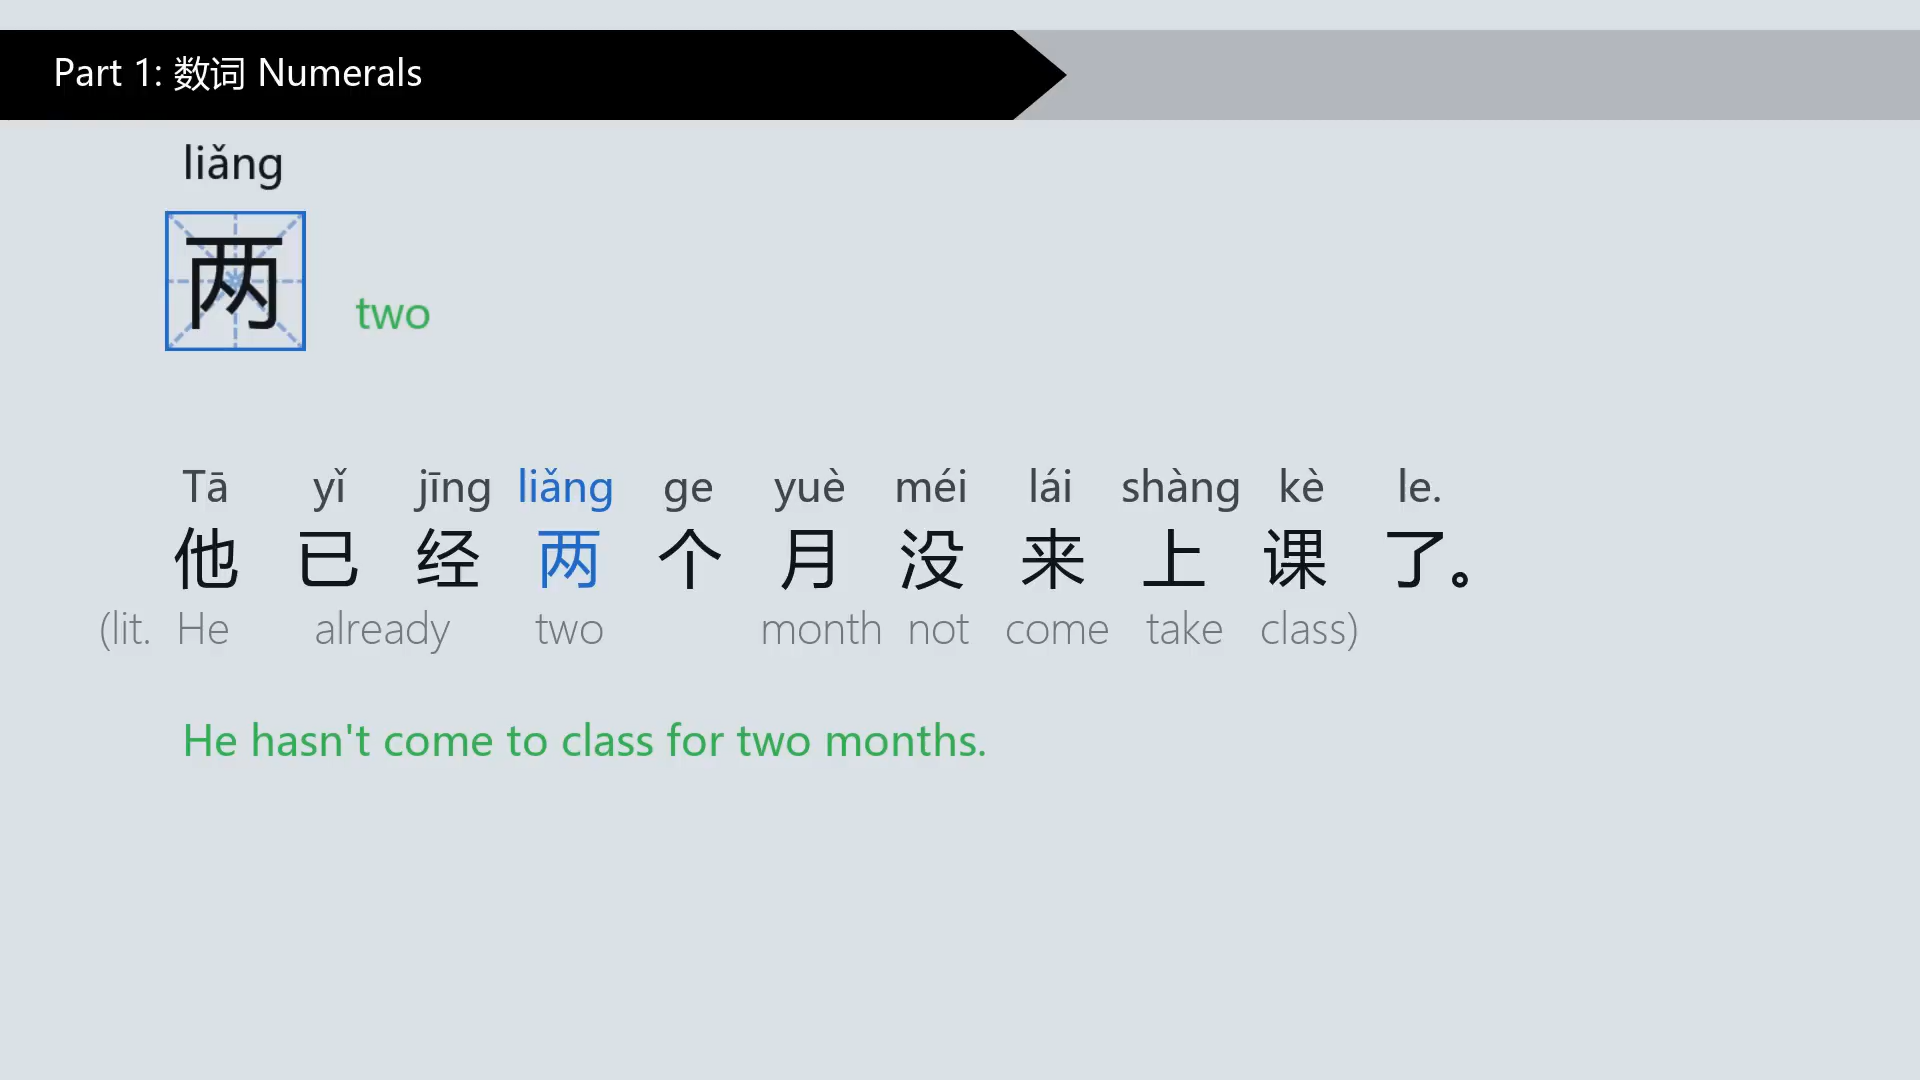 Part 1: 数词 Numerals
liǎng
两 two
Tā yǐ jīng liǎng ge yuè méi lái shàng kè le.
他 已 经 两 个 月 没 来 上 课 了。
(lit. He already two month not come take class)
He hasn't come to class for two months.